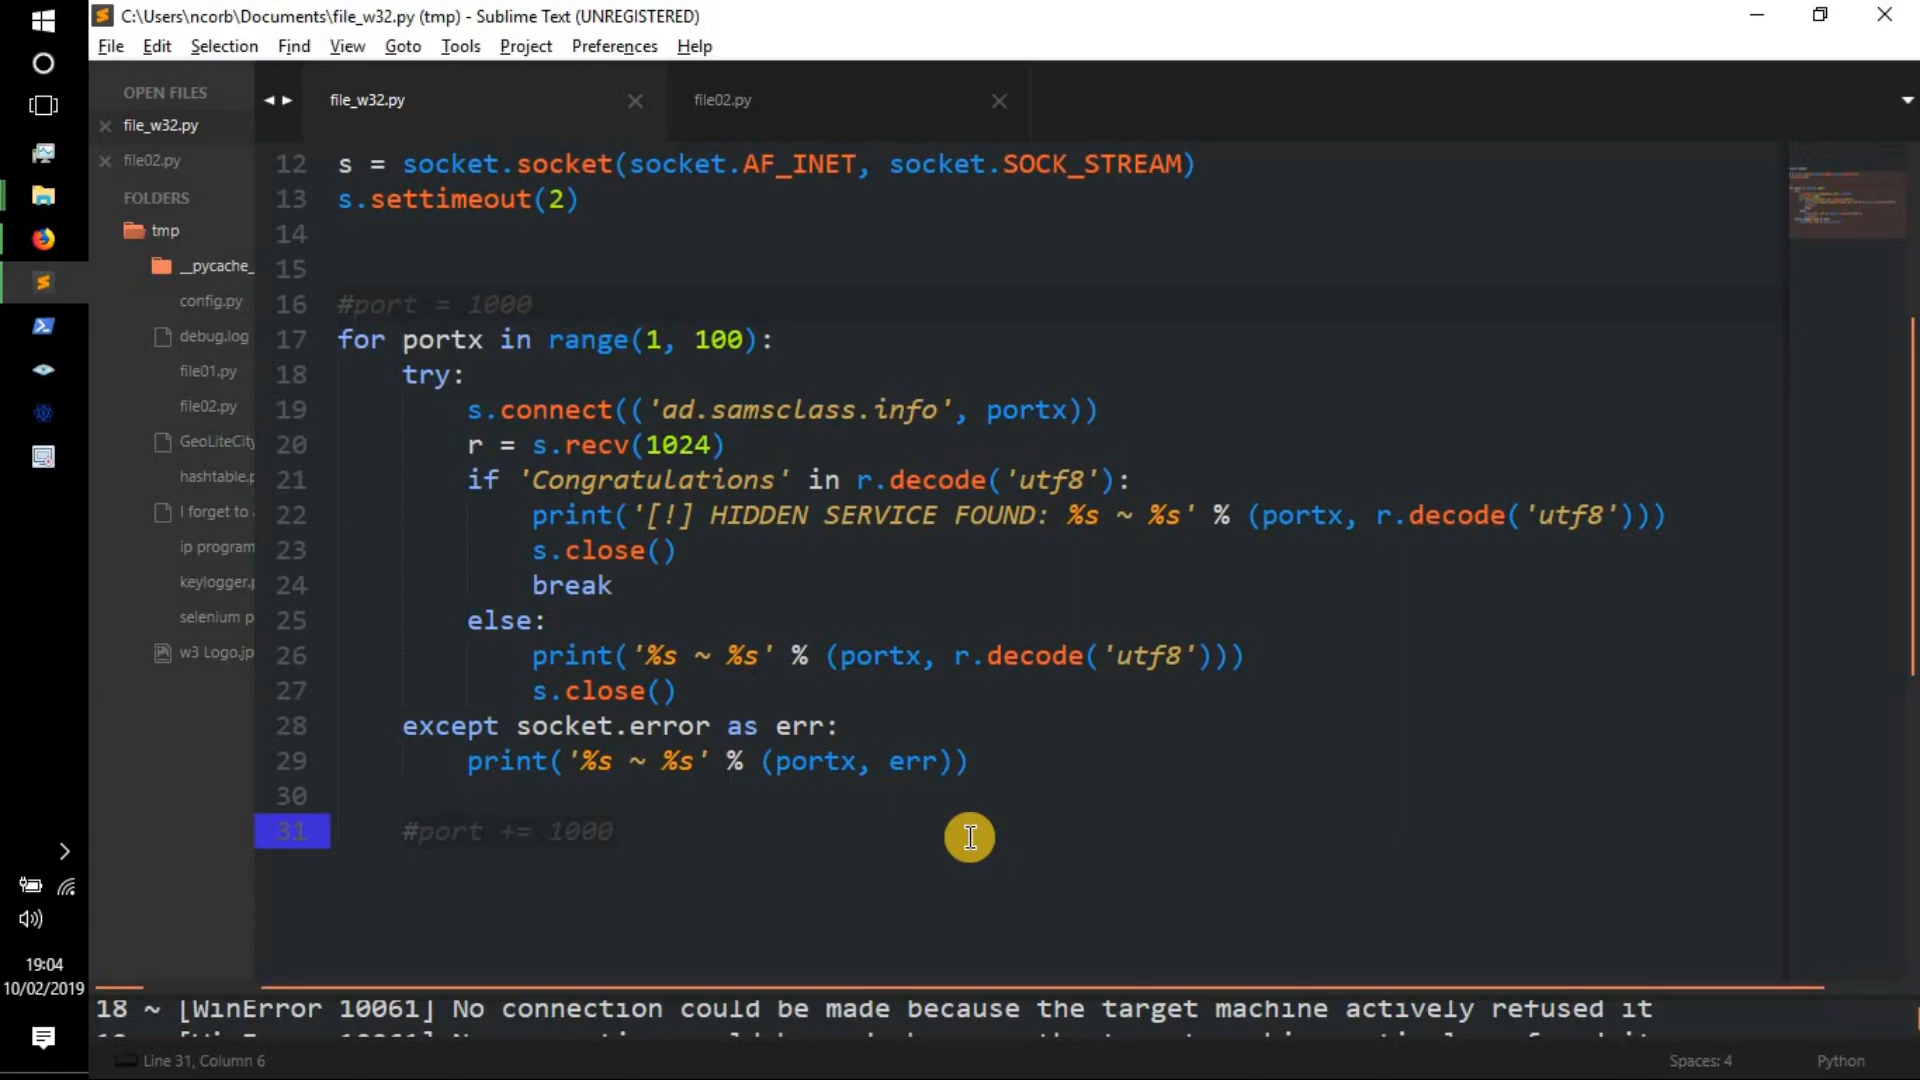 C:\Users\ncorb\Documents\file_w32.py (tmp) - Sublime Text (UNREGISTERED)
File Edit Selection Find View Goto Tools Project Preferences Help
OPEN FILES
file_w32.py
file02.py
FOLDERS
tmp
__pycache_
config.py
debug.log
file01.py
file02.py
GeoLiteCity
hashtable.p
I forget to
ip program
keylogger.p
selenium p
w3 Logo.jp
file_w32.py
file02.py
12 s = socket.socket(socket.AF_INET, socket.SOCK_STREAM)
13 s.settimeout(2)
14
15
16 #port = 1000
17 for portx in range(1, 100):
18 try:
19 s.connect(('ad.samsclass.info', portx))
20 r = s.recv(1024)
21 if 'Congratulations' in r.decode('utf8'):
22 print('[!] HIDDEN SERVICE FOUND: %s ~ %s' % (portx, r.decode('utf8')))
23 s.close()
24 break
25 else:
26 print('%s ~ %s' % (portx, r.decode('utf8')))
27 s.close()
28 except socket.error as err:
29 print('%s ~ %s' % (portx, err))
30
31 #port += 1000
18 ~ [WinError 10061] No connection could be made because the target machine actively refused it
Line 31, Column 6
Spaces: 4
Python
19:04
10/02/2019